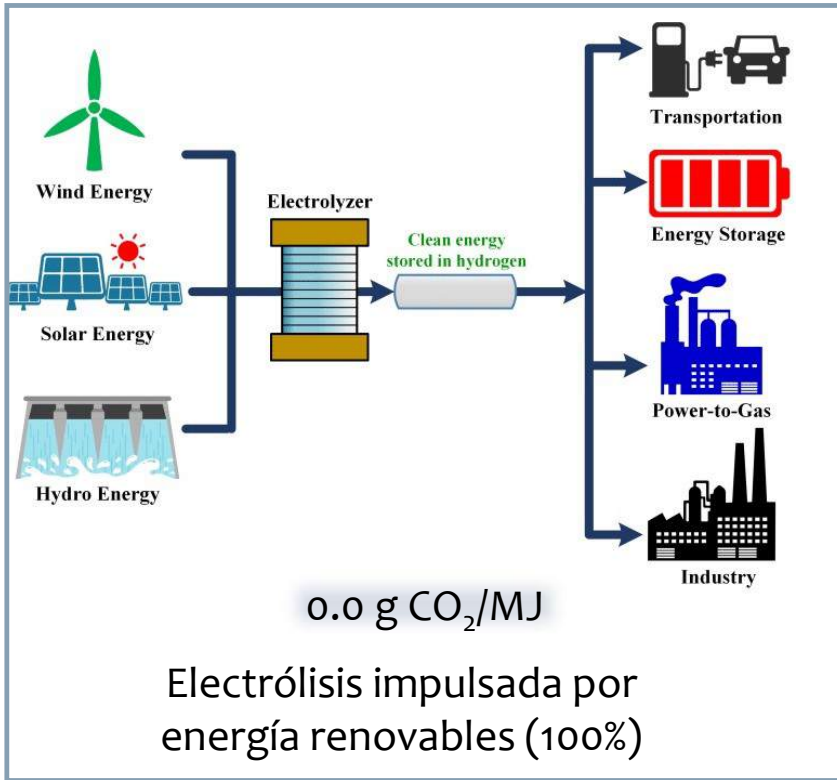 Wind Energy
Solar Energy
Hydro Energy
Electrolyzer
Clean energy
stored in hydrogen
Transportation
Energy Storage
Power-to-Gas
Industry
0.0 g CO₂/MJ
Electrólisis impulsada por
energía renovables (100%)